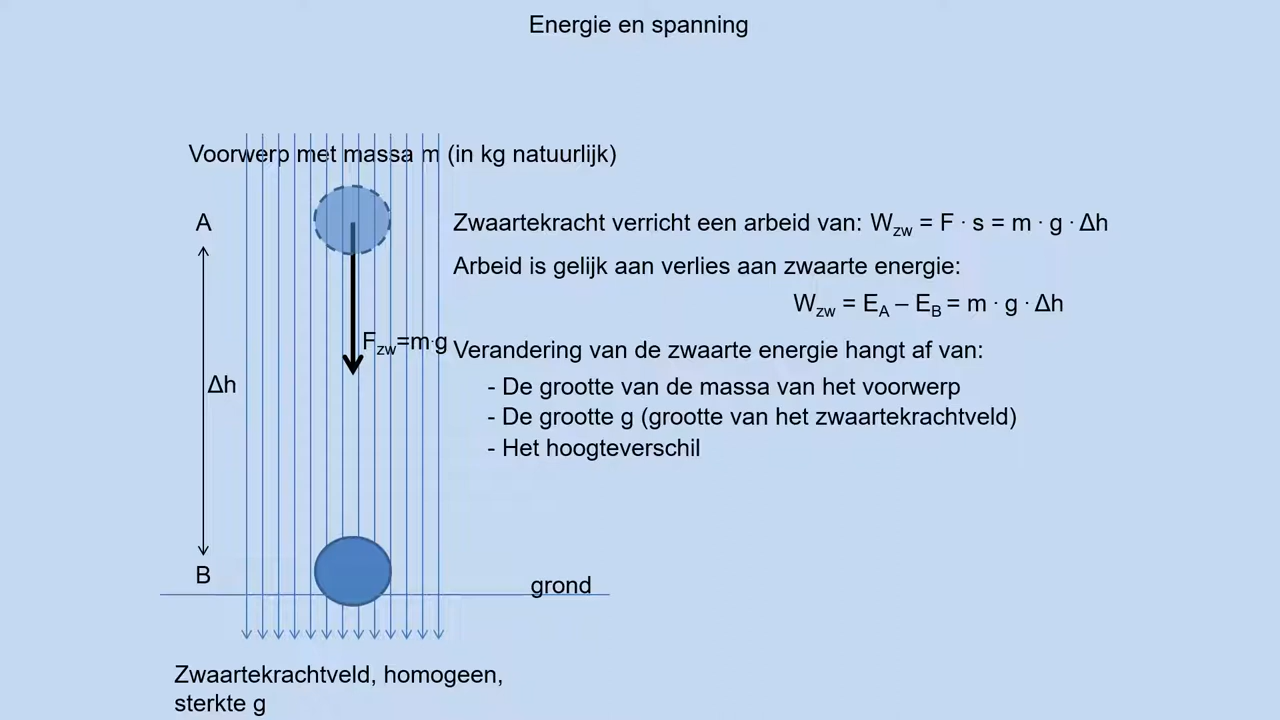 Energie en spanning
Voorwerp met massa m (in kg natuurlijk)
A
Zwaartekracht verricht een arbeid van: Wzw = F · s = m · g · Δh
Arbeid is gelijk aan verlies aan zwaarte energie:
Wzw = EA – EB = m · g · Δh
Fzw=m·g
Verandering van de zwaarte energie hangt af van:
Δh
- De grootte van de massa van het voorwerp
- De grootte g (grootte van het zwaartekrachtveld)
- Het hoogteverschil
B
grond
Zwaartekrachtveld, homogeen,
sterkte g